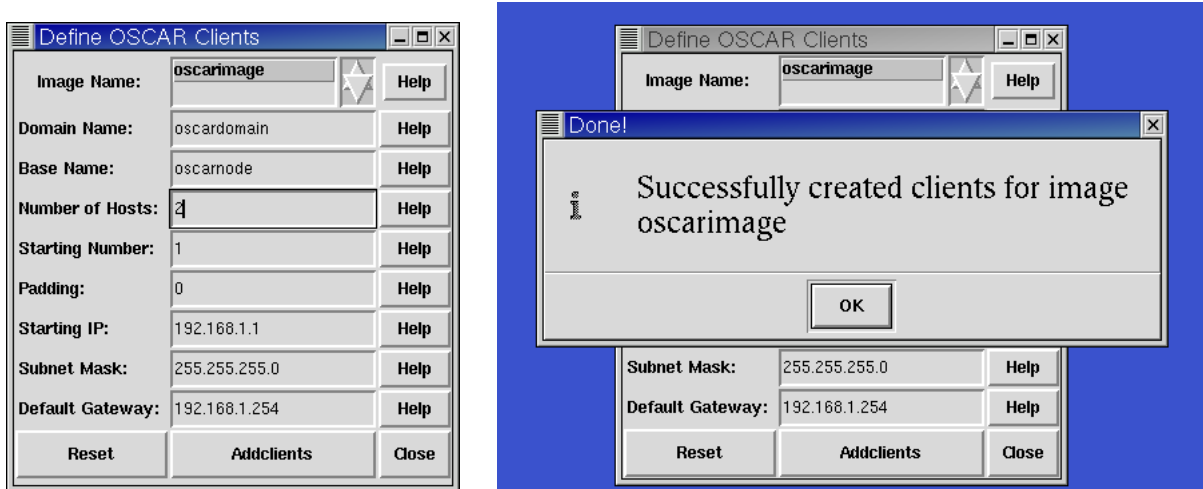 Define OSCAR Clients
Image Name: oscarimage Help
Domain Name: oscardomain Help
Base Name: oscarnode Help
Number of Hosts: 2 Help
Starting Number: 1 Help
Padding: 0 Help
Starting IP: 192.168.1.1 Help
Subnet Mask: 255.255.255.0 Help
Default Gateway: 192.168.1.254 Help
Reset Addclients Close
Define OSCAR Clients
Image Name: oscarimage Help
Done!
Successfully created clients for image
oscarimage
OK
Subnet Mask: 255.255.255.0 Help
Default Gateway: 192.168.1.254 Help
Reset Addclients Close